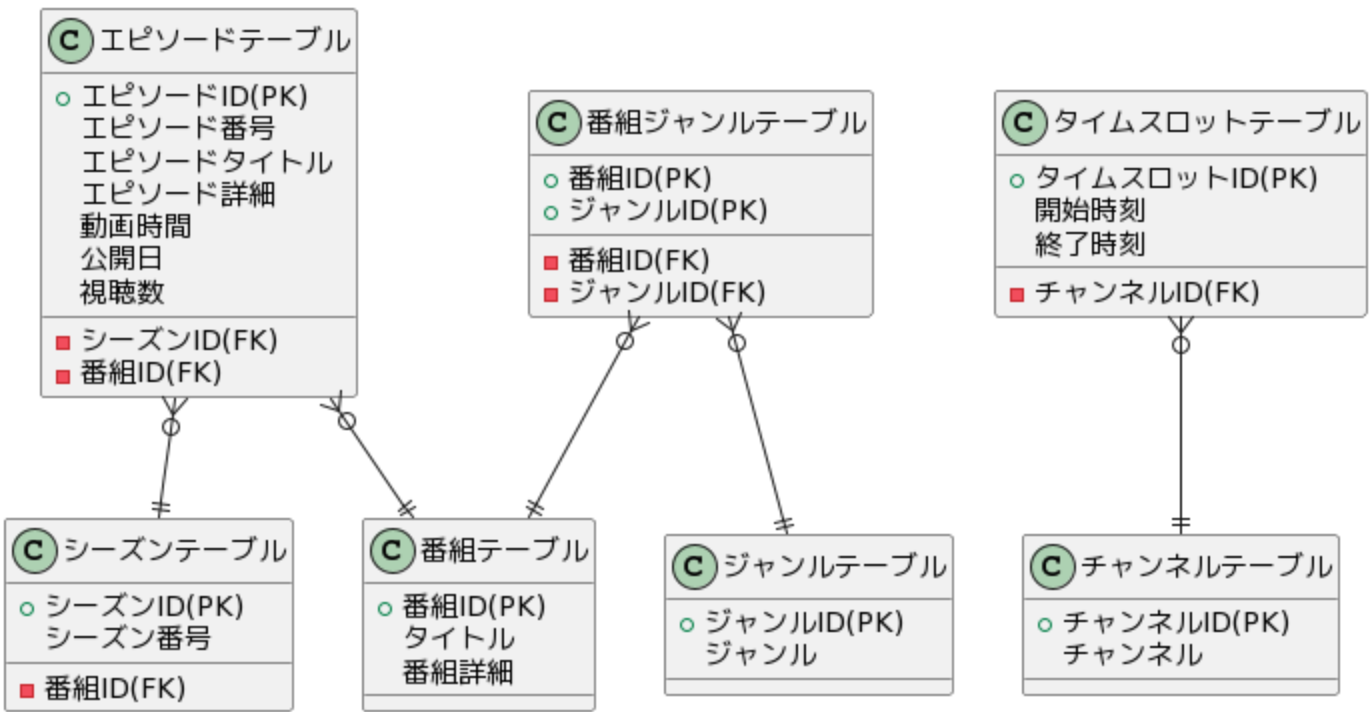 C エピソードテーブル
エピソードID(PK)
エピソード番号
エピソードタイトル
エピソード詳細
動画時間
公開日
視聴数
シーズンID(FK)
番組ID(FK)
C 番組ジャンルテーブル
番組ID(PK)
ジャンルID(PK)
番組ID(FK)
ジャンルID(FK)
C タイムスロットテーブル
タイムスロットID(PK)
開始時刻
終了時刻
チャンネルID(FK)
C シーズンテーブル
シーズンID(PK)
シーズン番号
番組ID(FK)
C 番組テーブル
番組ID(PK)
タイトル
番組詳細
C ジャンルテーブル
ジャンルID(PK)
ジャンル
C チャンネルテーブル
チャンネルID(PK)
チャンネル